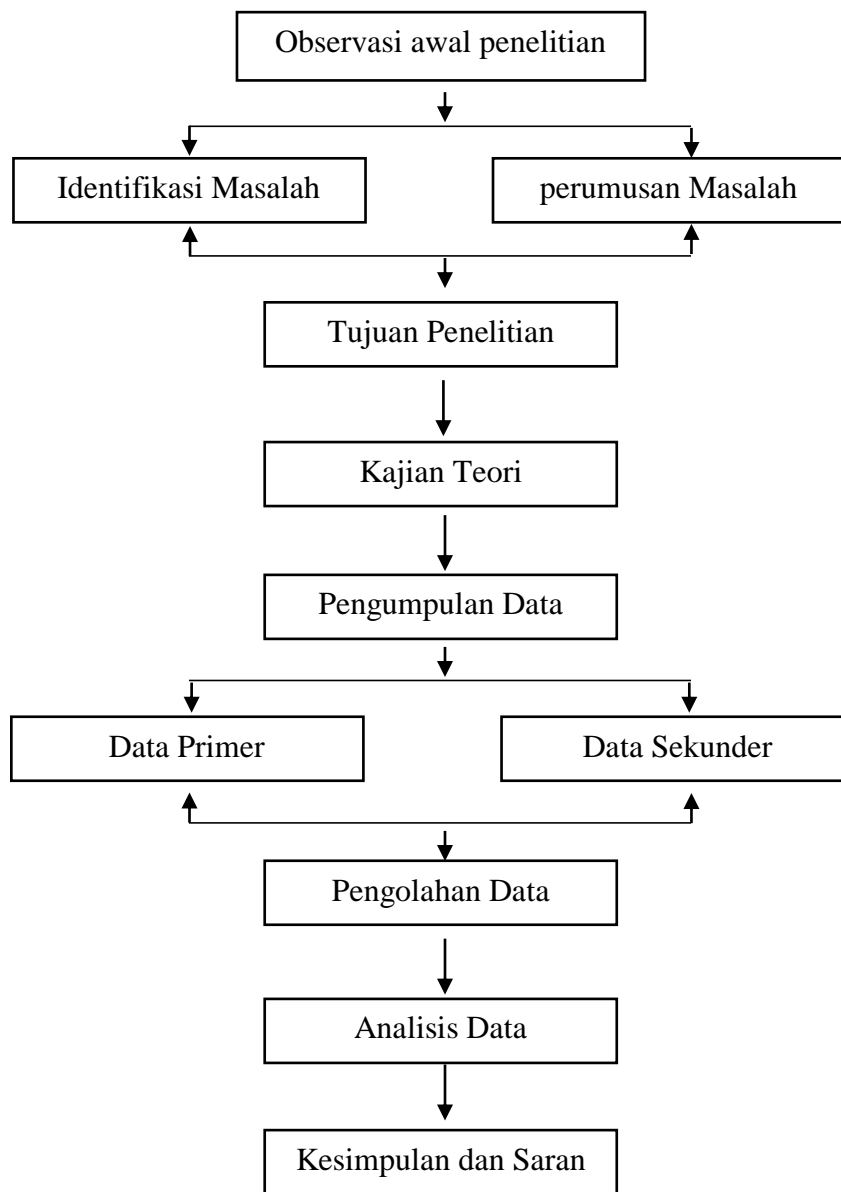 Observasi awal penelitian
Identifikasi Masalah
perumusan Masalah
Tujuan Penelitian
Kajian Teori
Pengumpulan Data
Data Primer
Data Sekunder
Pengolahan Data
Analisis Data
Kesimpulan dan Saran